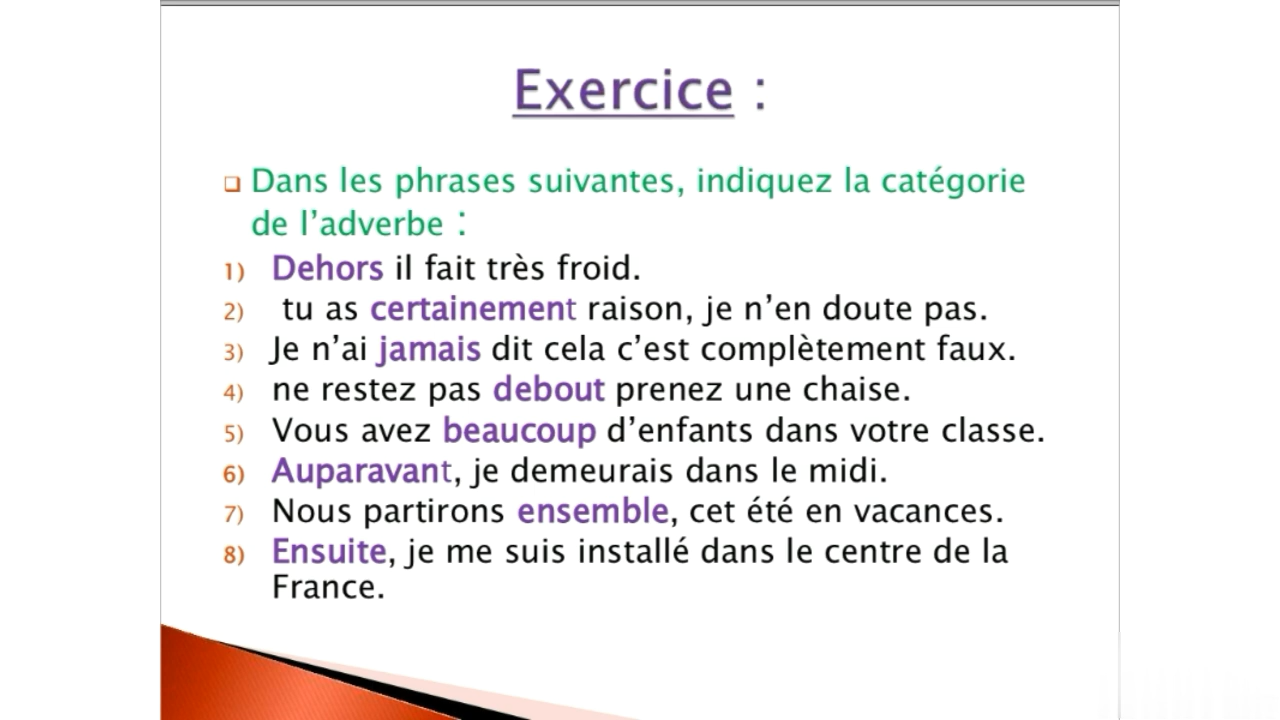 Exercice :
Dans les phrases suivantes, indiquez la catégorie
de l'adverbe :
1) Dehors il fait très froid.
2) tu as certainement raison, je n'en doute pas.
3) Je n'ai jamais dit cela c'est complètement faux.
4) ne restez pas debout prenez une chaise.
5) Vous avez beaucoup d'enfants dans votre classe.
6) Auparavant, je demeurais dans le midi.
7) Nous partirons ensemble, cet été en vacances.
8) Ensuite, je me suis installé dans le centre de la
France.